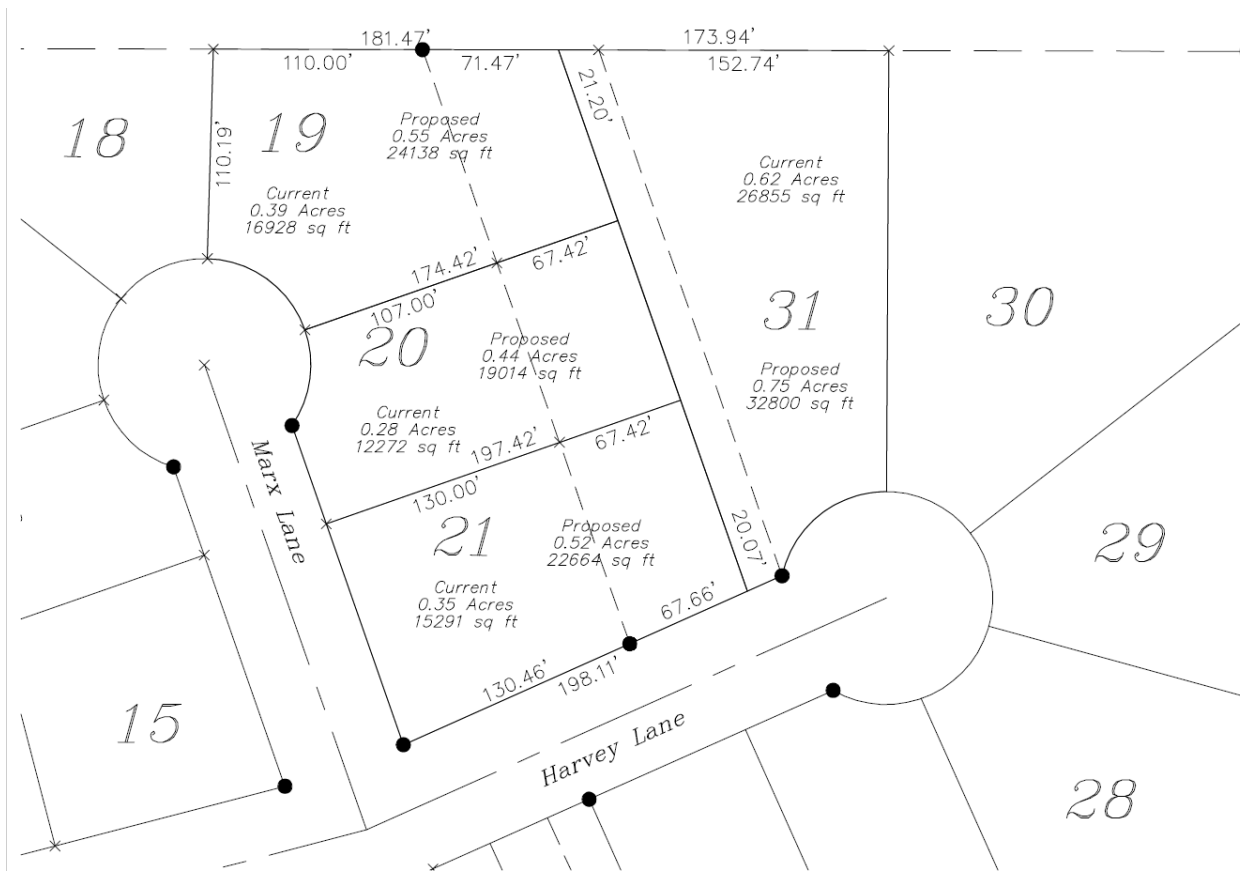 181.47'
173.94'
110.00'
71.47'
152.74'
21.20'
18
19
110.19'
Proposed
0.55 Acres
24138 sq ft
Current
0.39 Acres
16928 sq ft
Current
0.62 Acres
26855 sq ft
174.42'
67.42'
107.00'
20
Proposed
0.44 Acres
19014 sq ft
31
30
Proposed
0.75 Acres
32800 sq ft
Current
0.28 Acres
12272 sq ft
197.42'
67.42'
130.00'
Marx Lane
21
Proposed
0.52 Acres
22664 sq ft
20.07'
29
Current
0.35 Acres
15291 sq ft
67.66'
130.46'
198.11'
15
Harvey Lane
28